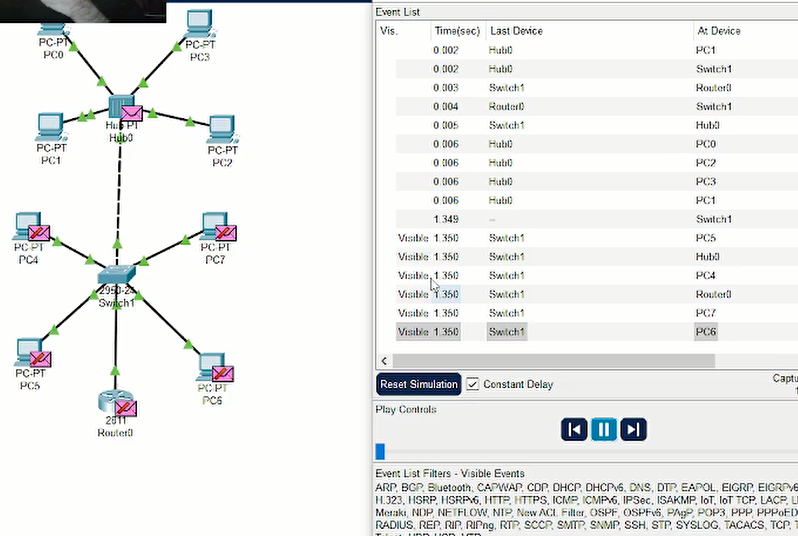 PC-PT
PC0
PC-PT
PC3
Hub-PT
Hub0
PC-PT
PC1
PC-PT
PC2
PC-PT
PC4
PC-PT
PC7
2950-24
Switch1
PC-PT
PC5
PC-PT
PC6
2811
Router0
Event List
Vis. Time(sec) Last Device At Device
0.002 Hub0 PC1
0.002 Hub0 Switch1
0.003 Switch1 Router0
0.004 Router0 Switch1
0.005 Switch1 Hub0
0.006 Hub0 PC0
0.006 Hub0 PC2
0.006 Hub0 PC3
0.006 Hub0 PC1
1.349 -- Switch1
Visible 1.350 Switch1 PC5
Visible 1.350 Switch1 Hub0
Visible 1.350 Switch1 PC4
Visible 1.350 Switch1 Router0
Visible 1.350 Switch1 PC7
Visible 1.350 Switch1 PC6
Reset Simulation Constant Delay Captu
Play Controls
Event List Filters - Visible Events
ARP, BGP, Bluetooth, CAPWAP, CDP, DHCP, DHCPv6, DNS, DTP, EAPOL, EIGRP, EIGRPv6
H.323, HSRP, HSRPv6, HTTP, HTTPS, ICMP, ICMPv6, IPSec, ISAKMP, IoT, IoT TCP, LACP,
Meraki, NDP, NETFLOW, NTP, New ACL Filter, OSPF, OSPFv6, PAgP, POP3, PPP, PPPoED
RADIUS, REP, RIP, RIPng, RTP, SCCP, SMTP, SNMP, SSH, STP, SYSLOG, TACACS, TCP,